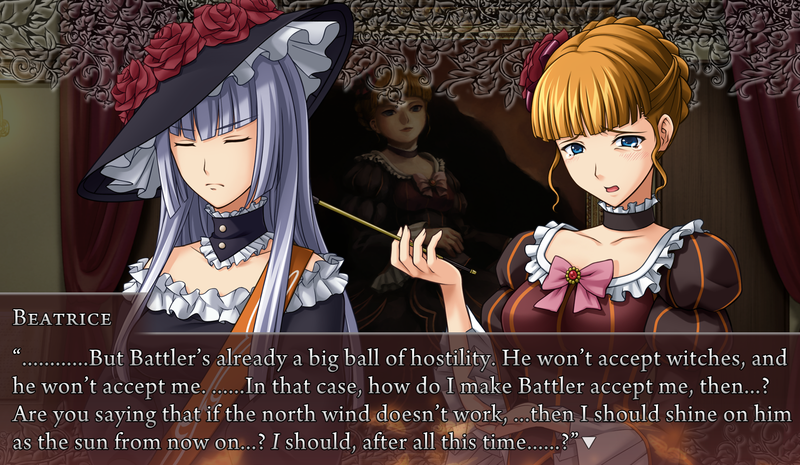 BEATRICE
“............But Battler’s already a big ball of hostility. He won’t accept witches, and
he won’t accept me. ......In that case, how do I make Battler accept me, then...?
Are you saying that if the north wind doesn’t work, ...then I should shine on him
as the sun from now on...? I should, after all this time......?”